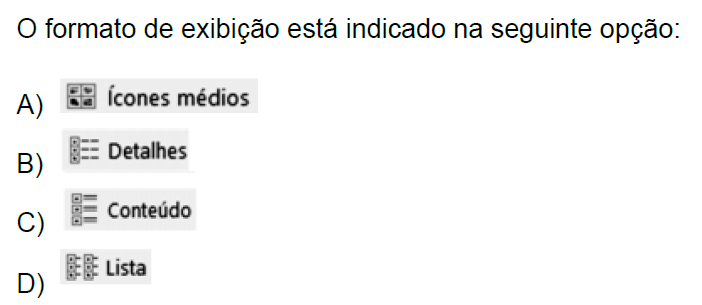 O formato de exibição está indicado na seguinte opção:
A) Ícones médios
B) Detalhes
C) Conteúdo
D) Lista